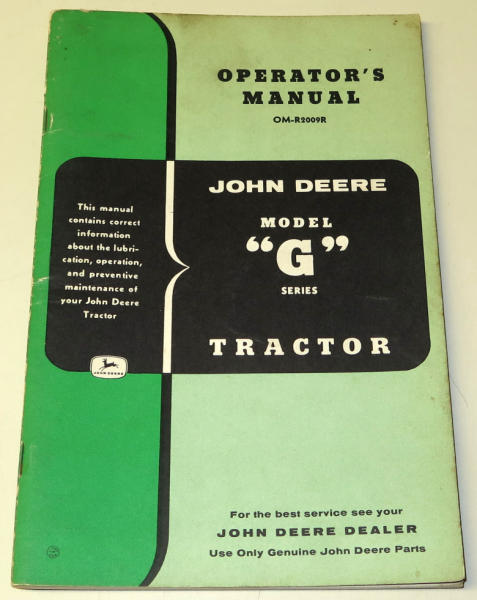 OPERATOR'S
MANUAL
OM-R2009R
This manual
contains correct
information
about the lubri-
cation, operation,
and preventive
maintenance of
your John Deere
Tractor
JOHN DEERE
JOHN DEERE
MODEL
"G"
SERIES
TRACTOR
For the best service see your
JOHN DEERE DEALER
Use Only Genuine John Deere Parts